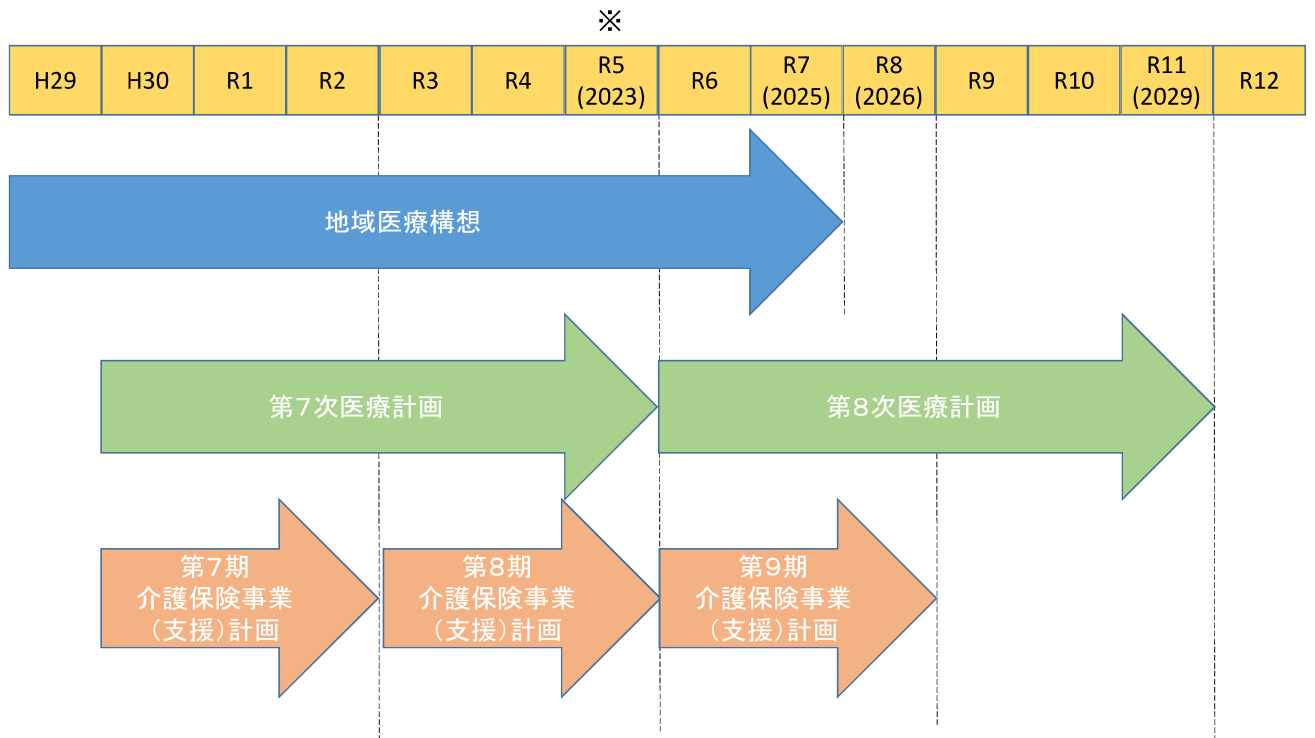 ※
H29
H30
R1
R2
R3
R4
R5
(2023)
R6
R7
(2025)
R8
(2026)
R9
R10
R11
(2029)
R12
地域医療構想
第７次医療計画
第８次医療計画
第７期
介護保険事業
（支援）計画
第８期
介護保険事業
（支援）計画
第９期
介護保険事業
（支援）計画